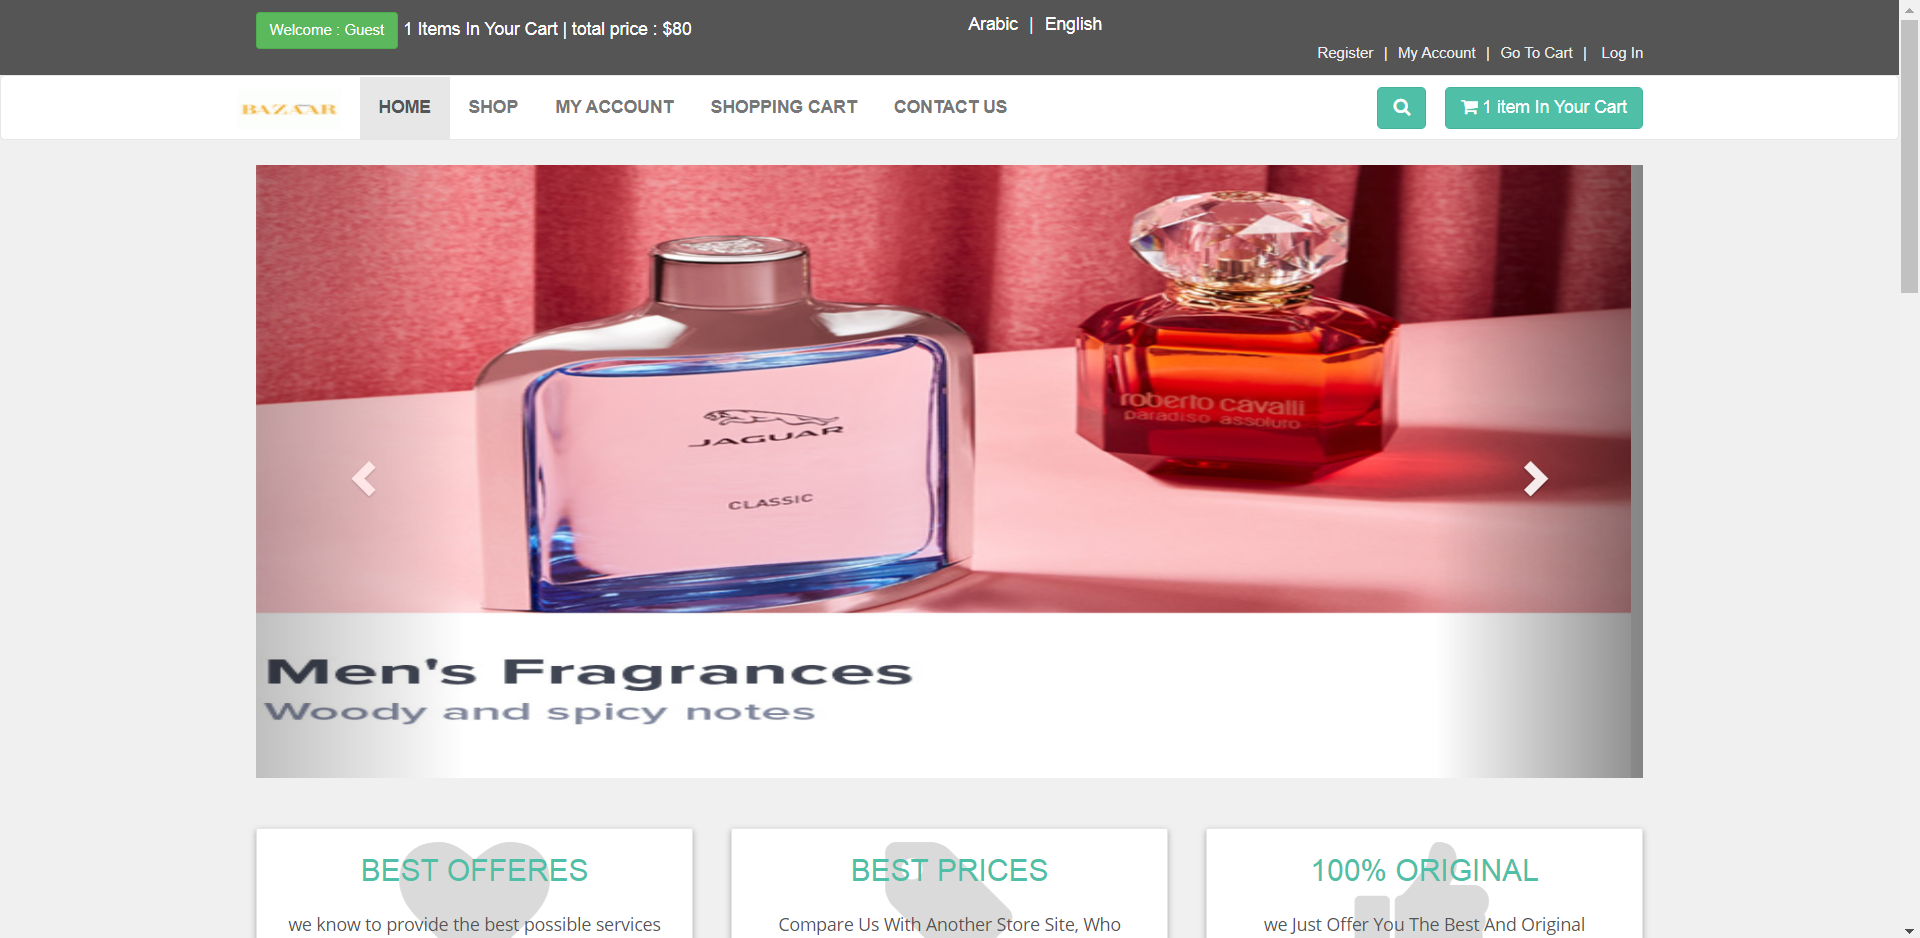 Welcome : Guest 1 Items In Your Cart | total price : $80
Arabic | English
Register | My Account | Go To Cart | Log In
BAZAAR
HOME SHOP MY ACCOUNT SHOPPING CART CONTACT US
1 item In Your Cart
JAGUAR
CLASSIC
roberto cavalli
paradiso assoluto
Men's Fragrances
Woody and spicy notes
BEST OFFERES
we know to provide the best possible services
BEST PRICES
Compare Us With Another Store Site, Who
100% ORIGINAL
we Just Offer You The Best And Original